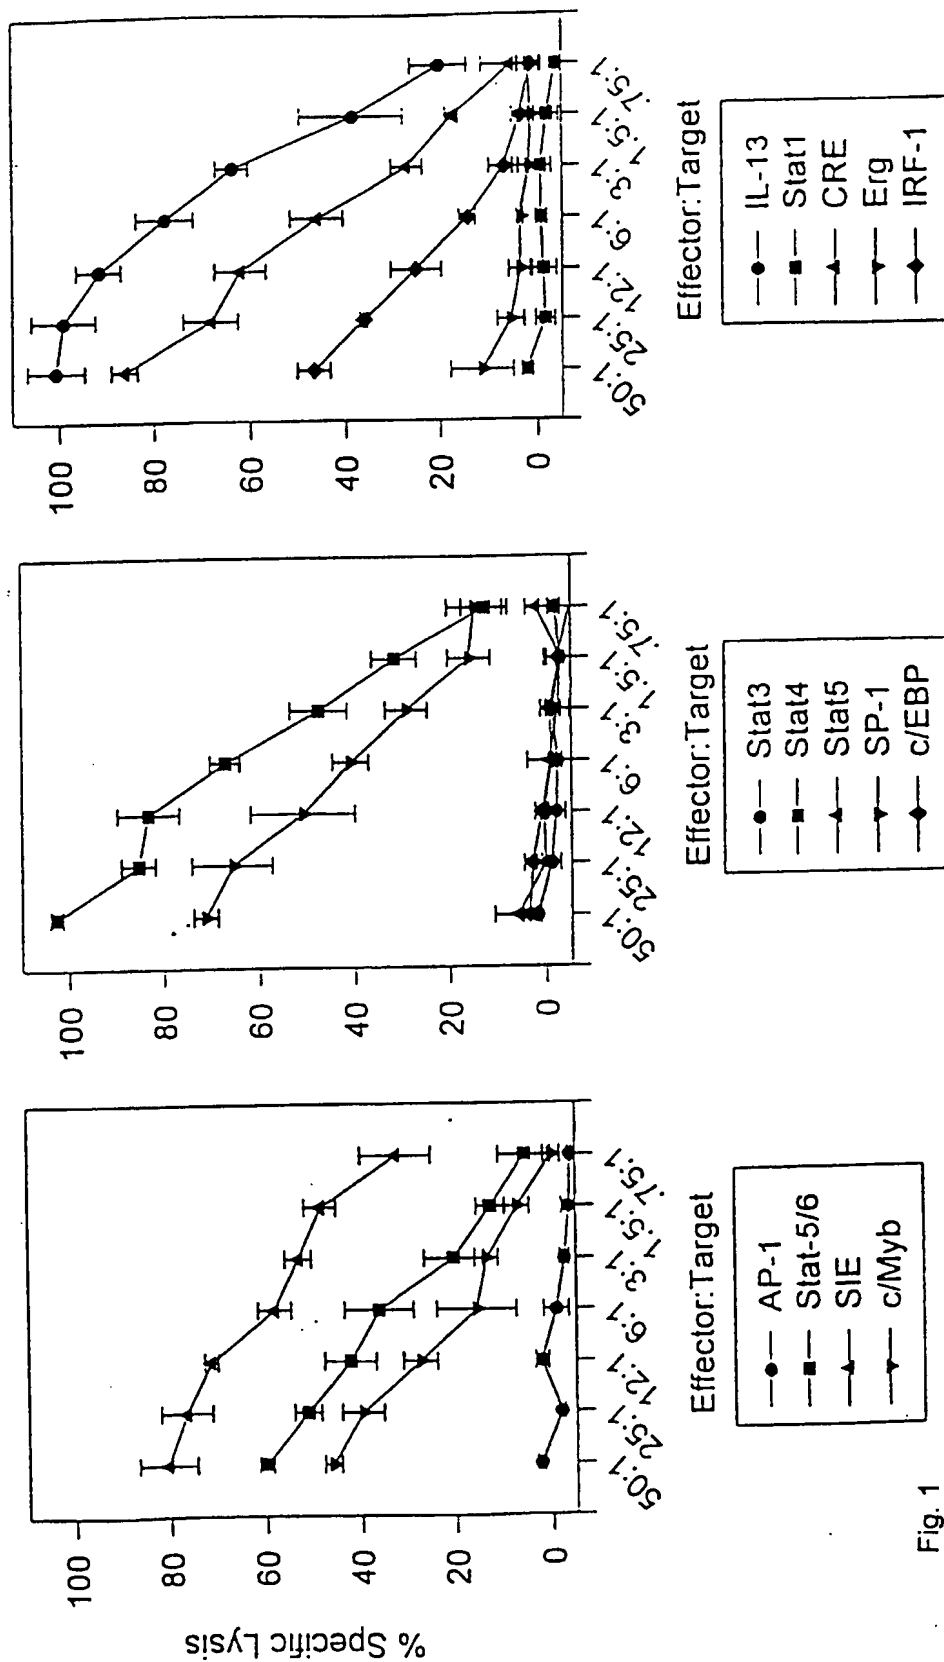 % Specific Lysis
100
80
60
40
20
0
50:1
25:1
12:1
6:1
3:1
1.5:1
.75:1
Effector:Target
AP-1
Stat-5/6
SIE
c/Myb
100
80
60
40
20
0
50:1
25:1
12:1
6:1
3:1
1.5:1
.75:1
Effector:Target
Stat3
Stat4
Stat5
SP-1
c/EBP
100
80
60
40
20
0
50:1
25:1
12:1
6:1
3:1
1.5:1
.75:1
Effector:Target
IL-13
Stat1
CRE
Erg
IRF-1
Fig. 1